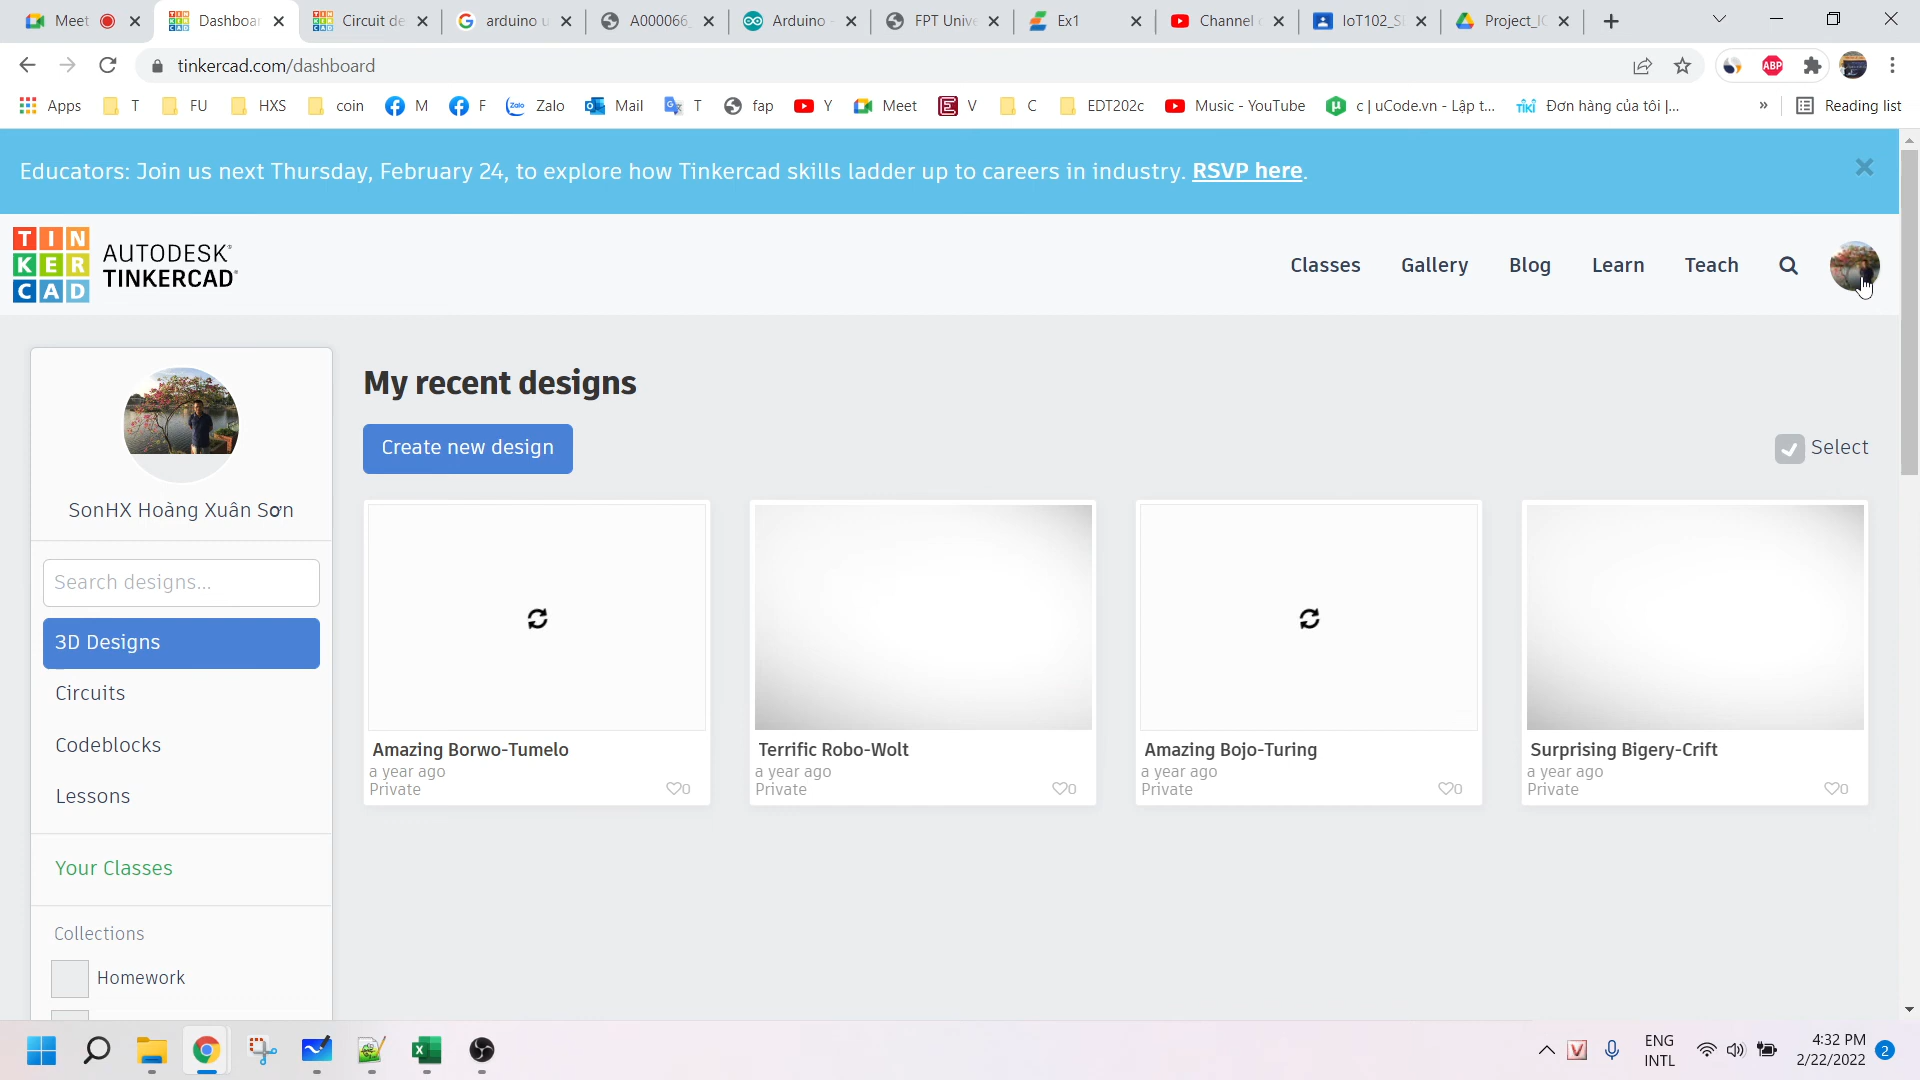 Meet
Dashboar
Circuit de
arduino u
A000066_
Arduino -
FPT Unive
Ex1
Channel c
IoT102_S
Project_IC
tinkercad.com/dashboard
ABP
Apps
T
FU
HXS
coin
M
F
Zalo
Mail
T
fap
Y
Meet
V
C
EDT202c
Music - YouTube
c | uCode.vn - Lập t...
Đơn hàng của tôi |...
»
Reading list
Educators: Join us next Thursday, February 24, to explore how Tinkercad skills ladder up to careers in industry. RSVP here.
TIN
KER
CAD
AUTODESK®
TINKERCAD®
Classes
Gallery
Blog
Learn
Teach
SonHX Hoàng Xuân Sơn
Search designs...
3D Designs
Circuits
Codeblocks
Lessons
Your Classes
Collections
Homework
My recent designs
Create new design
Select
Amazing Borwo-Tumelo
a year ago
Private
0
Terrific Robo-Wolt
a year ago
Private
0
Amazing Bojo-Turing
a year ago
Private
0
Surprising Bigery-Crift
a year ago
Private
0
ENG
INTL
4:32 PM
2/22/2022
2